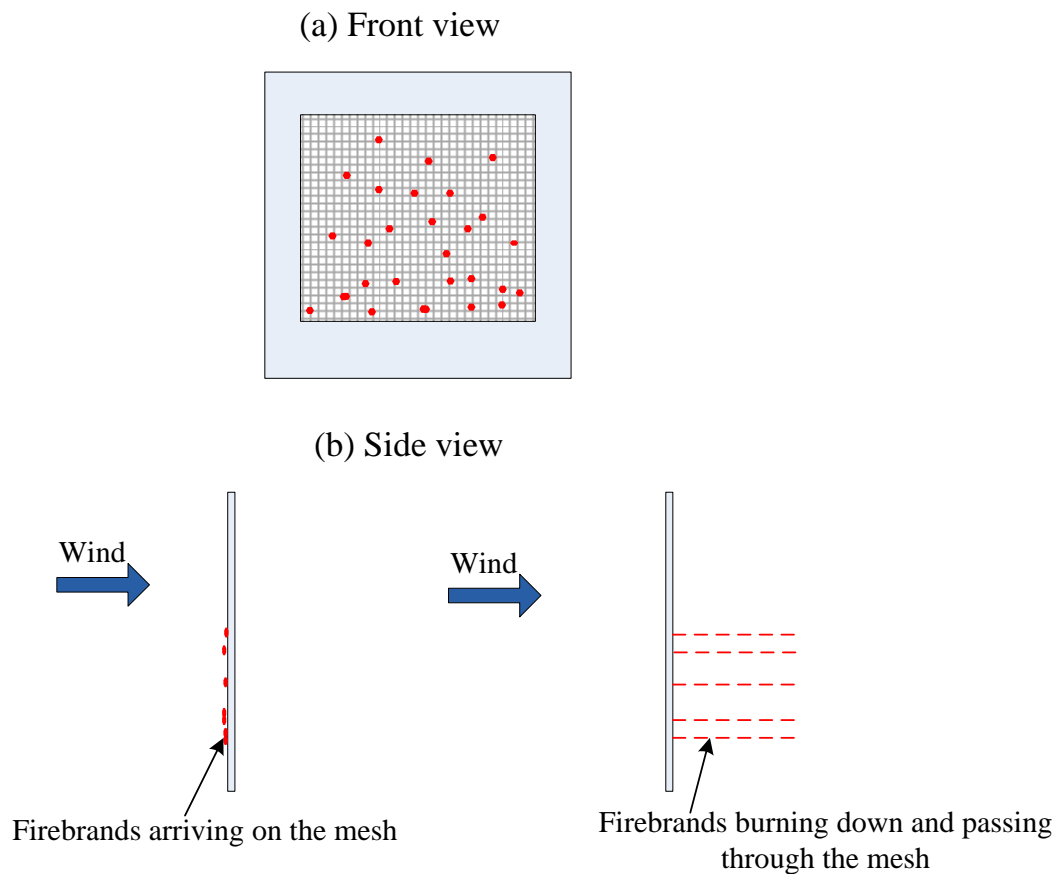 (a) Front view
(b) Side view
Wind
Wind
Firebrands arriving on the mesh
Firebrands burning down and passing
through the mesh